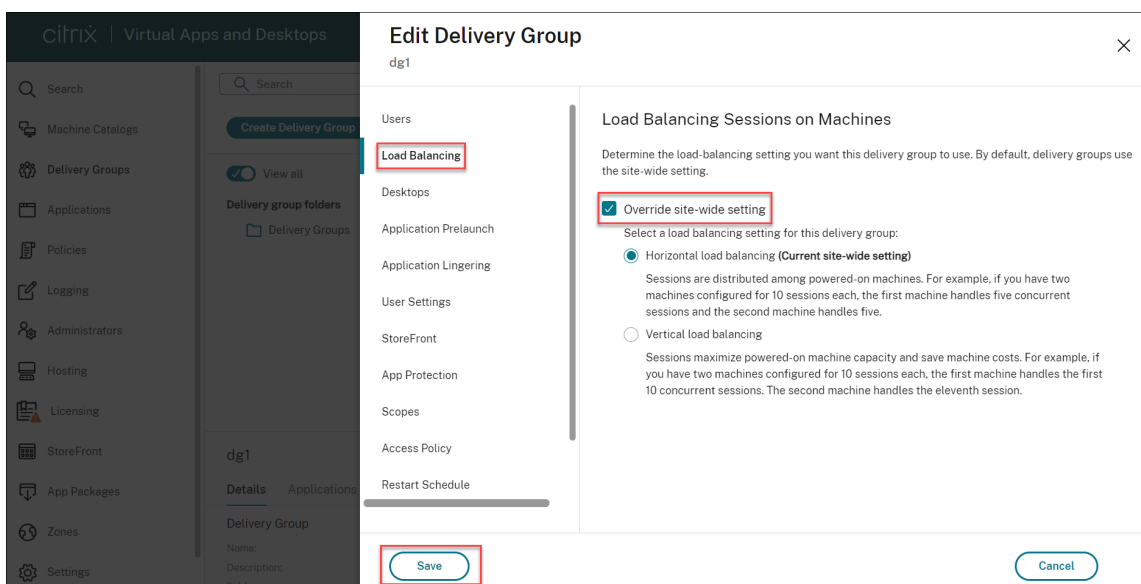 citrix | Virtual Apps and Desktops
Search
Machine Catalogs
Delivery Groups
Applications
Policies
Logging
Administrators
Hosting
Licensing
StoreFront
App Packages
Zones
Settings
Search
Create Delivery Group
View all
Delivery group folders
Delivery Groups
dg1
Details Applications
Delivery Group
Name:
Description:
Edit Delivery Group
dg1
Users
Load Balancing
Desktops
Application Prelaunch
Application Lingering
User Settings
StoreFront
App Protection
Scopes
Access Policy
Restart Schedule
Load Balancing Sessions on Machines
Determine the load-balancing setting you want this delivery group to use. By default, delivery groups use
the site-wide setting.
Override site-wide setting
Select a load balancing setting for this delivery group:
Horizontal load balancing (Current site-wide setting)
Sessions are distributed among powered-on machines. For example, if you have two
machines configured for 10 sessions each, the first machine handles five concurrent
sessions and the second machine handles five.
Vertical load balancing
Sessions maximize powered-on machine capacity and save machine costs. For example, if
you have two machines configured for 10 sessions each, the first machine handles the first
10 concurrent sessions. The second machine handles the eleventh session.
Save
Cancel